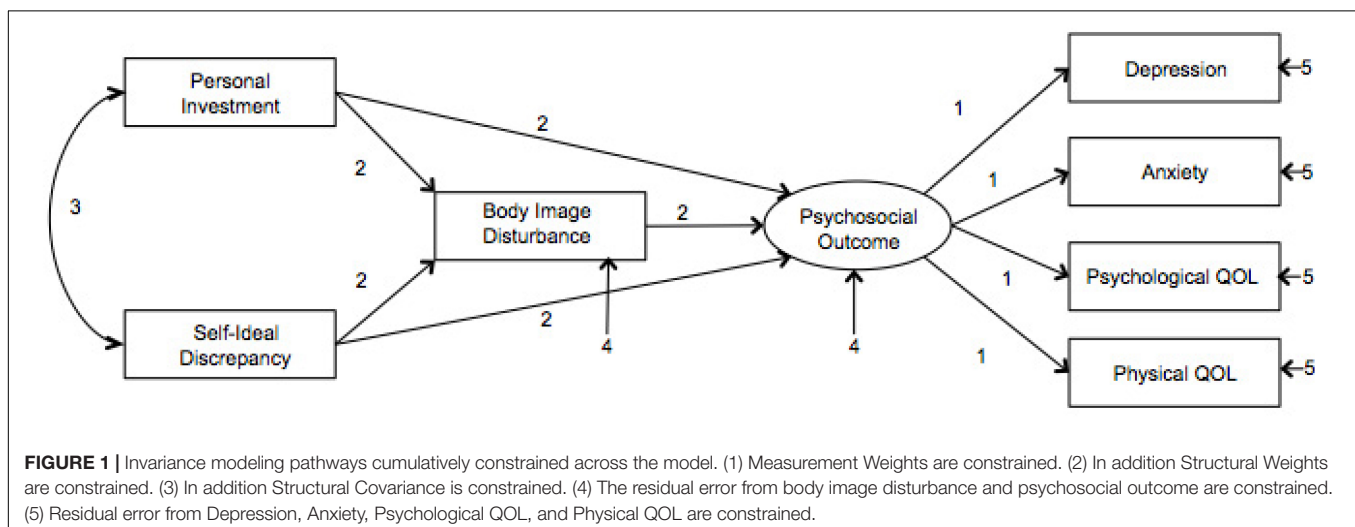 Personal
Investment
Depression
5
1
2
2
Anxiety
5
1
3
Body Image
Disturbance
2
Psychosocial
Outcome
Psychological QOL
5
1
2
2
Self-Ideal
Discrepancy
4
4
1
Physical QOL
5
FIGURE 1 | Invariance modeling pathways cumulatively constrained across the model. (1) Measurement Weights are constrained. (2) In addition Structural Weights
are constrained. (3) In addition Structural Covariance is constrained. (4) The residual error from body image disturbance and psychosocial outcome are constrained.
(5) Residual error from Depression, Anxiety, Psychological QOL, and Physical QOL are constrained.